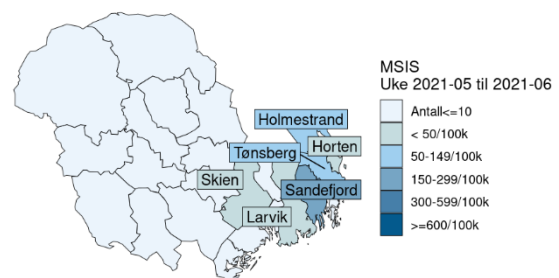 MSIS
Uke 2021-05 til 2021-06
Holmestrand
Antall<=10
Horten
< 50/100k
Tønsberg
50-149/100k
Skien
Sandefjord
150-299/100k
Larvik
300-599/100k
>=600/100k